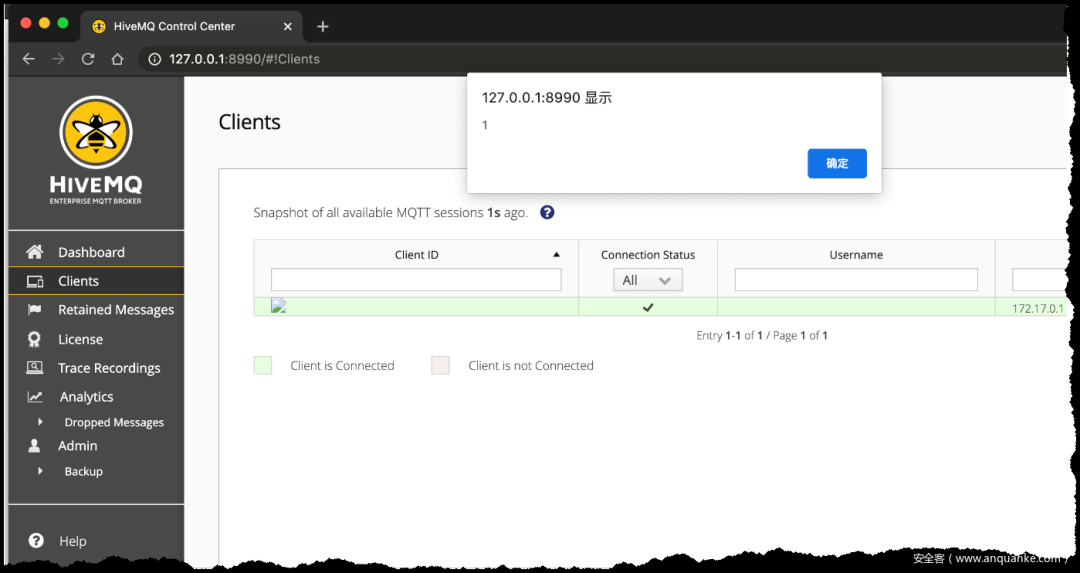 HiveMQ Control Center
127.0.0.1:8990/#!Clients
127.0.0.1:8990 显示
1
确定
HIVEMQ
ENTERPRISE MQTT BROKER
Dashboard
Clients
Retained Messages
License
Trace Recordings
Analytics
Dropped Messages
Admin
Backup
Help
Clients
Snapshot of all available MQTT sessions 1s ago.
Client ID
Connection Status
Username
All
172.17.0.1
Entry 1-1 of 1 / Page 1 of 1
Client is Connected
Client is not Connected
安全客（www.anquanke.com）